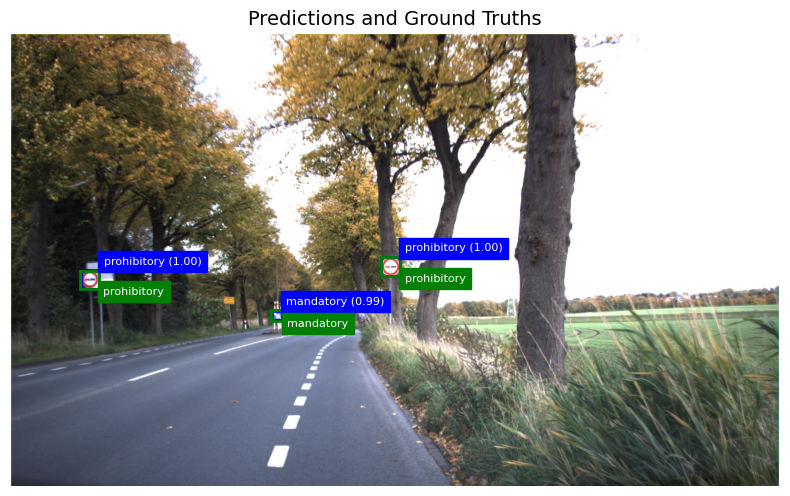 Predictions and Ground Truths
prohibitory (1.00)
prohibitory
prohibitory (1.00)
prohibitory
mandatory (0.99)
mandatory